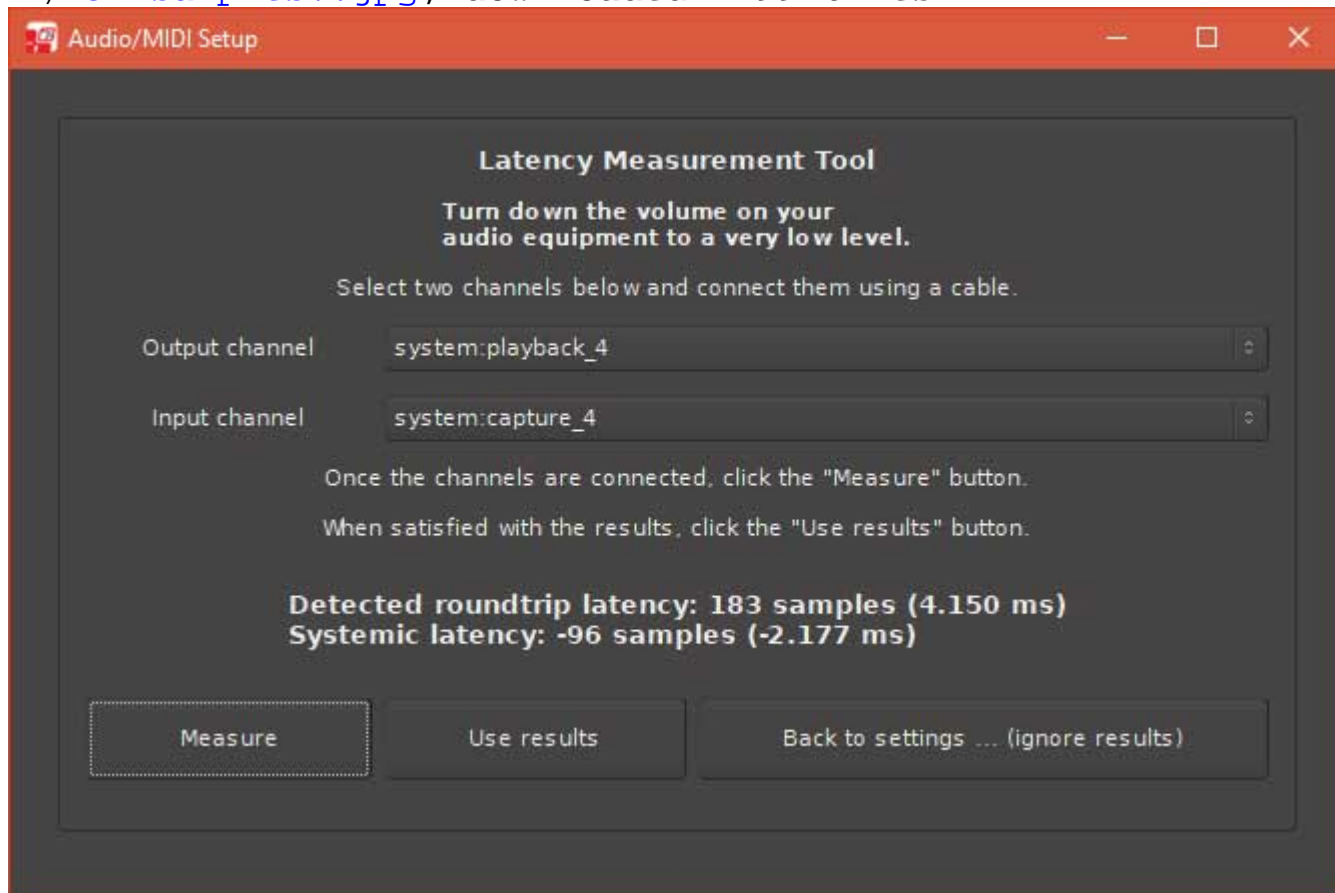 Audio/MIDI Setup
Latency Measurement Tool
Turn down the volume on your
audio equipment to a very low level.
Select two channels below and connect them using a cable.
Output channel system:playback_4
Input channel system:capture_4
Once the channels are connected, click the "Measure" button.
When satisfied with the results, click the "Use results" button.
Detected roundtrip latency: 183 samples (4.150 ms)
Systemic latency: -96 samples (-2.177 ms)
Measure Use results Back to settings ... (ignore results)